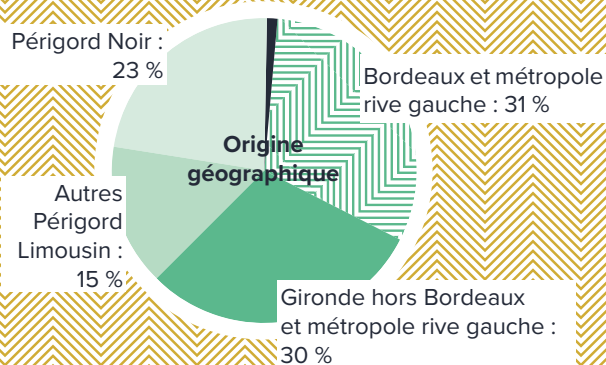 Périgord Noir :
23 %
Bordeaux et métropole
rive gauche : 31 %
Origine
géographique
Autres
Périgord
Limousin :
15 %
Gironde hors Bordeaux
et métropole rive gauche :
30 %